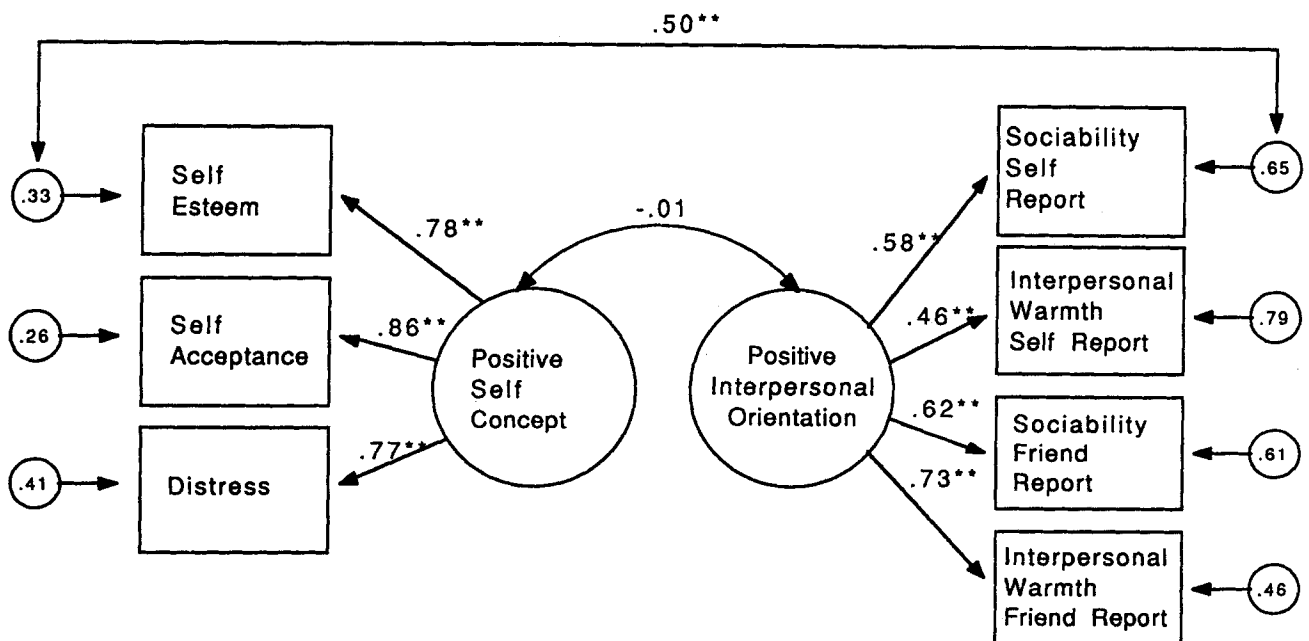 .50**
.33
Self
Esteem
.78**
.26
Self
Acceptance
.86**
.41
Distress
.77**
Positive
Self
Concept
-.01
Positive
Interpersonal
Orientation
.58**
Sociability
Self
Report
.65
.46**
Interpersonal
Warmth
Self Report
.79
.62**
Sociability
Friend
Report
.61
.73**
Interpersonal
Warmth
Friend Report
.46